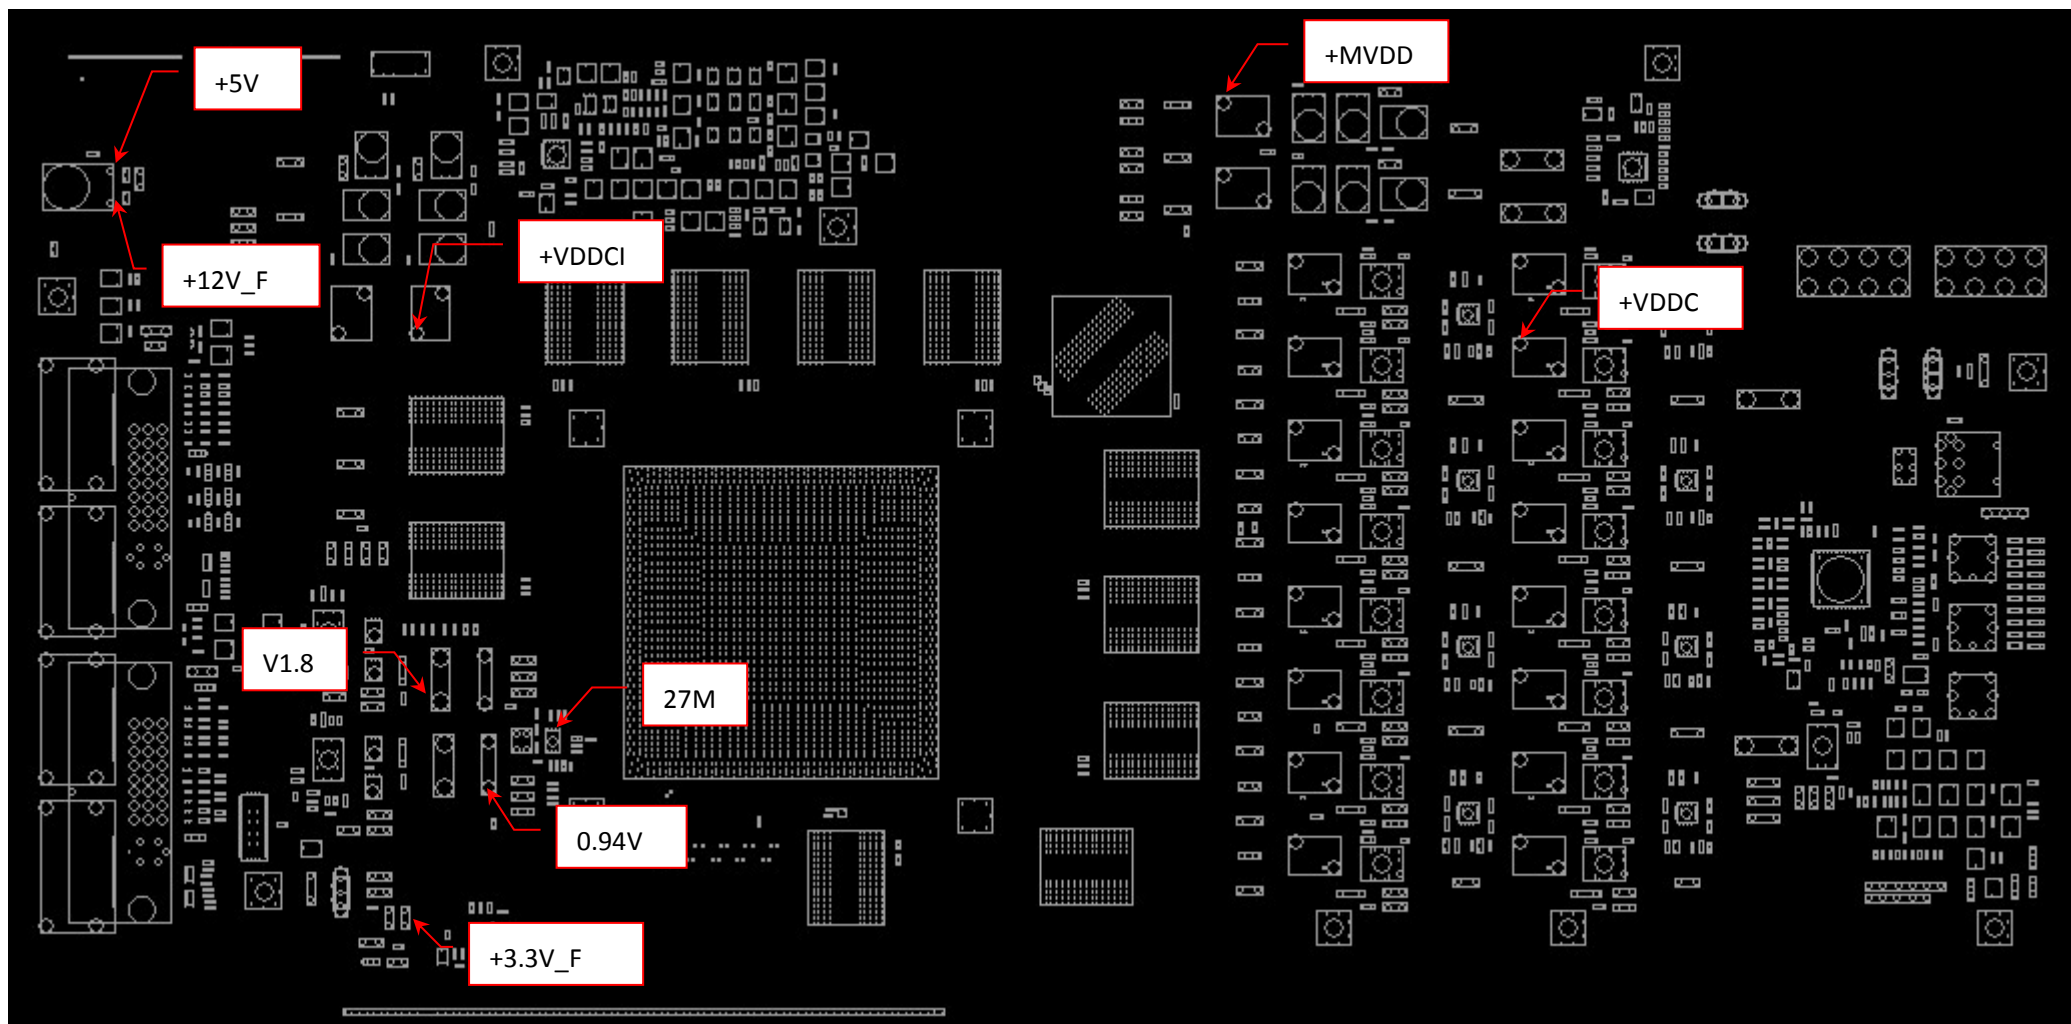 +5V
+MVDD
+VDDCI
+12V_F
+VDDC
V1.8
27M
0.94V
+3.3V_F